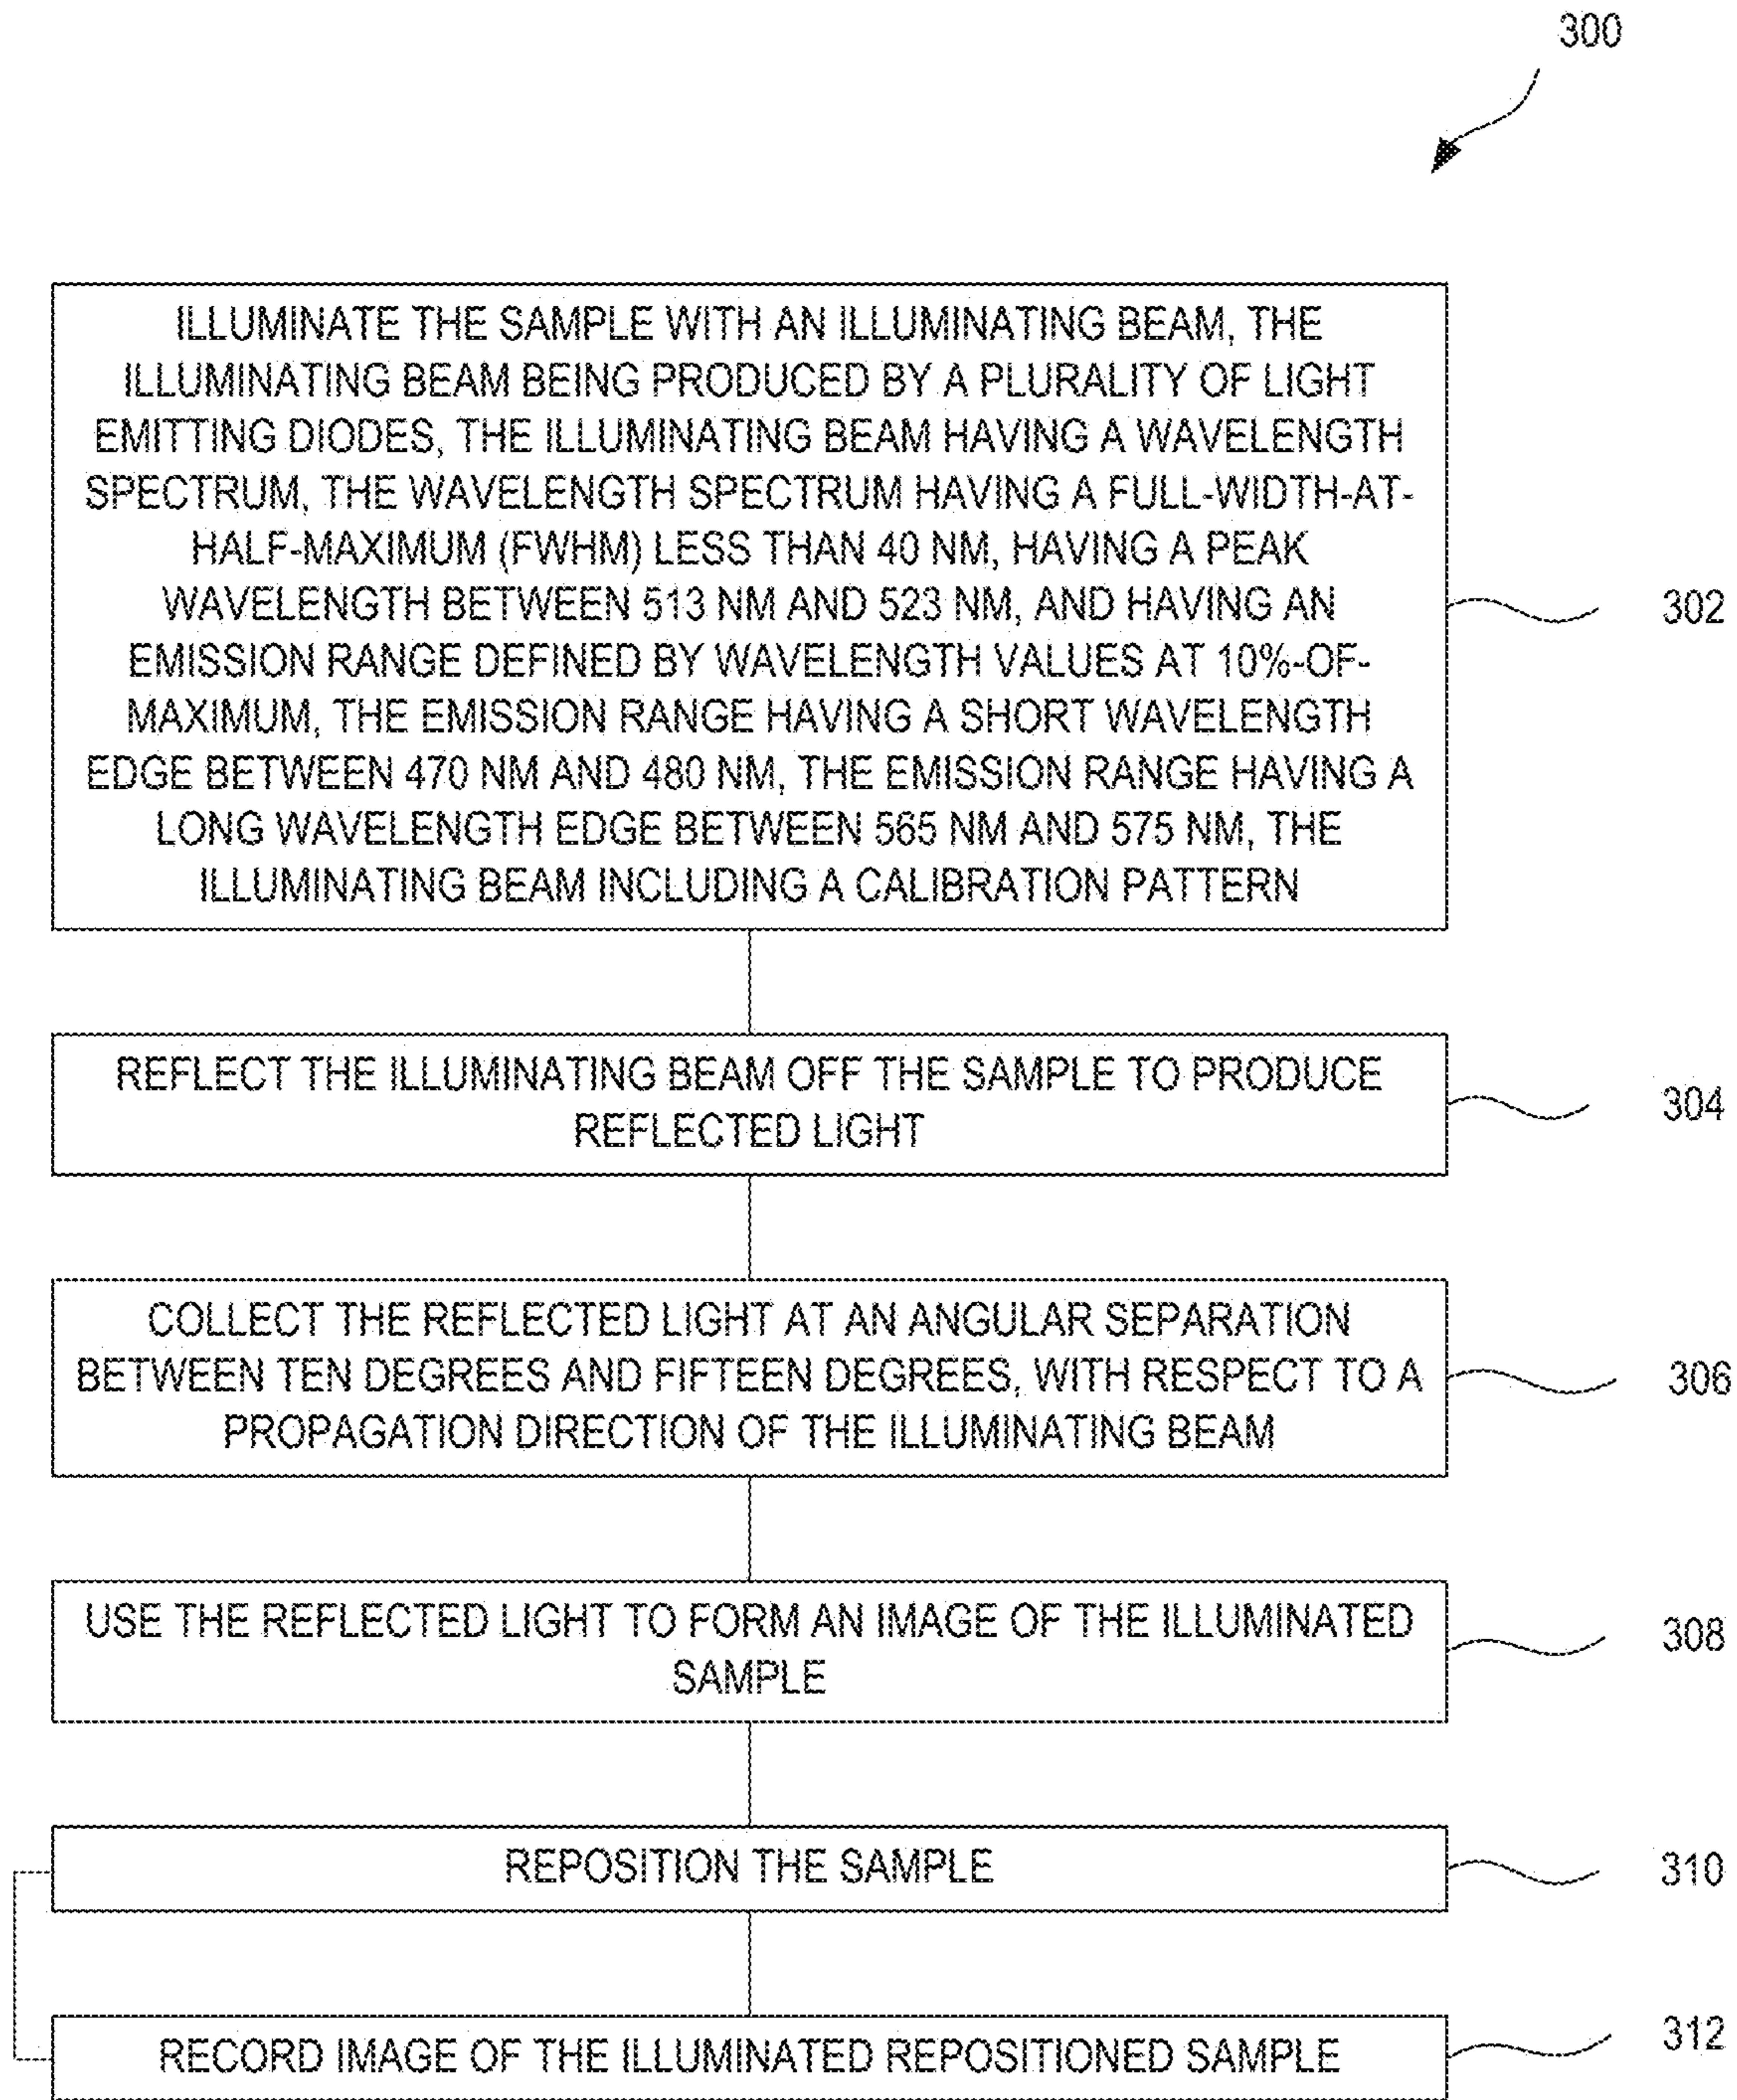 300
ILLUMINATE THE SAMPLE WITH AN ILLUMINATING BEAM, THE
ILLUMINATING BEAM BEING PRODUCED BY A PLURALITY OF LIGHT
EMITTING DIODES, THE ILLUMINATING BEAM HAVING A WAVELENGTH
SPECTRUM, THE WAVELENGTH SPECTRUM HAVING A FULL-WIDTH-AT-
HALF-MAXIMUM (FWHM) LESS THAN 40 NM, HAVING A PEAK
WAVELENGTH BETWEEN 513 NM AND 523 NM, AND HAVING AN
EMISSION RANGE DEFINED BY WAVELENGTH VALUES AT 10%-OF-
MAXIMUM, THE EMISSION RANGE HAVING A SHORT WAVELENGTH
EDGE BETWEEN 470 NM AND 480 NM, THE EMISSION RANGE HAVING A
LONG WAVELENGTH EDGE BETWEEN 565 NM AND 575 NM, THE
ILLUMINATING BEAM INCLUDING A CALIBRATION PATTERN
302
REFLECT THE ILLUMINATING BEAM OFF THE SAMPLE TO PRODUCE
REFLECTED LIGHT
304
COLLECT THE REFLECTED LIGHT AT AN ANGULAR SEPARATION
BETWEEN TEN DEGREES AND FIFTEEN DEGREES, WITH RESPECT TO A
PROPAGATION DIRECTION OF THE ILLUMINATING BEAM
306
USE THE REFLECTED LIGHT TO FORM AN IMAGE OF THE ILLUMINATED
SAMPLE
308
REPOSITION THE SAMPLE
310
RECORD IMAGE OF THE ILLUMINATED REPOSITIONED SAMPLE
312